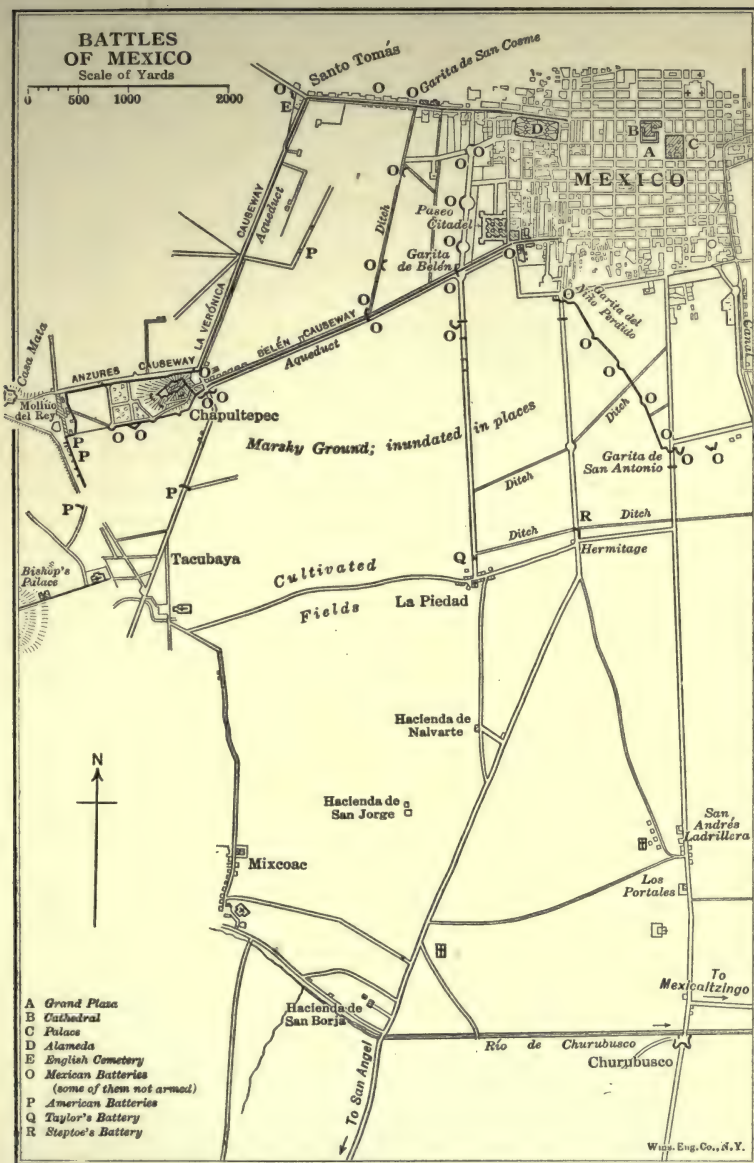 BATTLES
OF MEXICO
Scale of Yards
0 500 1000 2000
Santo Tomás
Garita de San Cosme
O
O
O
E
D
B
A
C
MEXICO
O
O
O
Paseo
Citadel
CAUSEWAY
Aqueduct
Ditch
P
O
O
Garita
de Belén
O
O
LA VERÓNICA
BELÉN CAUSEWAY
Aqueduct
O
O
O
O
Garita del
Niño Perdido
Canal
Casa Mata
ANZURES CAUSEWAY
O
Molino
del Rey
Chapultepec
O
O
O
O
O
O
O
O
P
P
P
Marshy Ground; inundated in places
Ditch
Garita de
San Antonio
O
O
O
P
Ditch
R
Ditch
Ditch
Hermitage
Bishop's
Palace
Tacubaya
Cultivated
Fields
Q
La Piedad
Hacienda de
Nalvarte
N
Hacienda de
San Jorge
San
Andrés
Ladrillera
Mixcoac
Los
Portales
To
Mexicaltzingo
Hacienda de
San Borja
Río de Churubusco
Churubusco
To San Angel
A Grand Plaza
B Cathedral
C Palace
D Alameda
E English Cemetery
O Mexican Batteries
(some of them not armed)
P American Batteries
Q Taylor's Battery
R Steptoe's Battery
Wms. Eng. Co., N.Y.